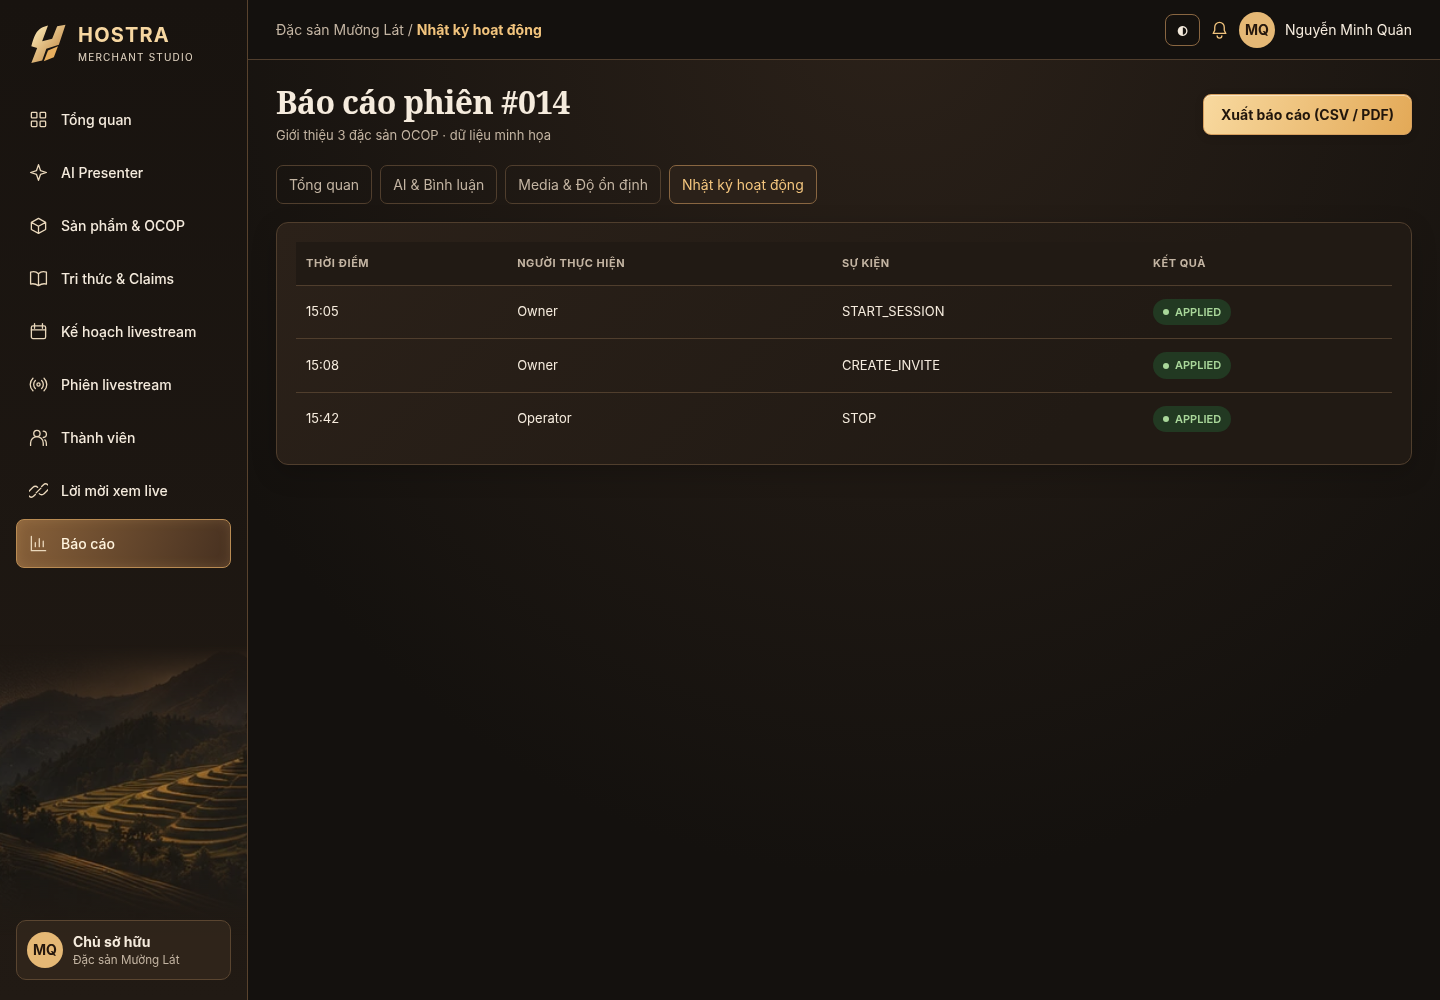 HOSTRA
MERCHANT STUDIO
Tổng quan
AI Presenter
Sản phẩm & OCOP
Tri thức & Claims
Kế hoạch livestream
Phiên livestream
Thành viên
Lời mời xem live
Báo cáo
MQ
Chủ sở hữu
Đặc sản Mường Lát
Đặc sản Mường Lát / Nhật ký hoạt động
MQ Nguyễn Minh Quân
Báo cáo phiên #014
Giới thiệu 3 đặc sản OCOP · dữ liệu minh họa
Xuất báo cáo (CSV / PDF)
Tổng quan AI & Bình luận Media & Độ ổn định Nhật ký hoạt động
THỜI ĐIỂM NGƯỜI THỰC HIỆN SỰ KIỆN KẾT QUẢ
15:05 Owner START_SESSION APPLIED
15:08 Owner CREATE_INVITE APPLIED
15:42 Operator STOP APPLIED